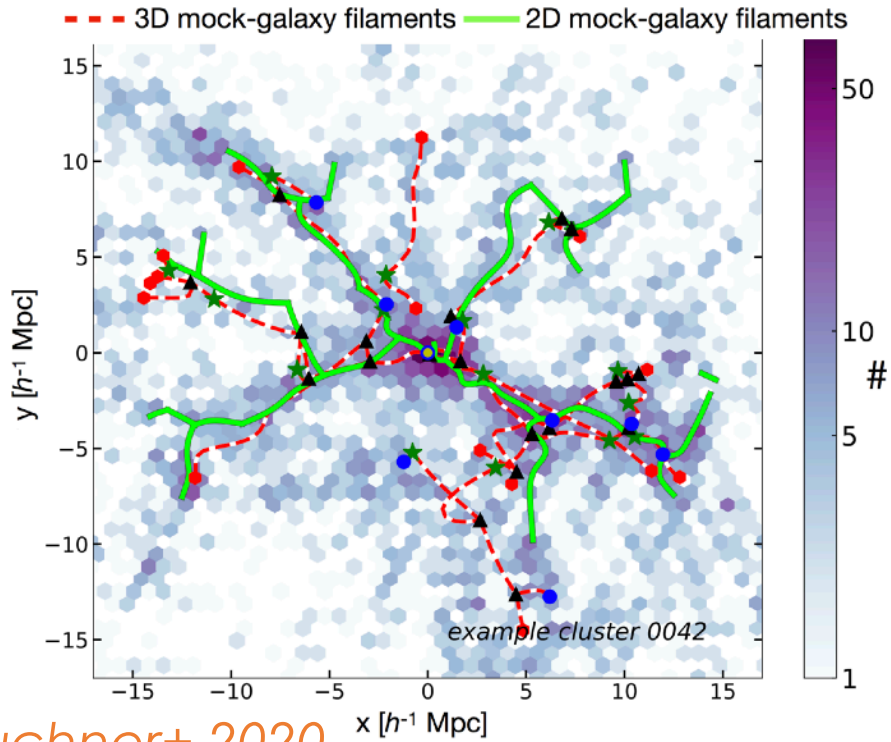 3D mock-galaxy filaments 2D mock-galaxy filaments
15
10
5
0
−5
−10
−15
y [h⁻¹ Mpc]
example cluster 0042
−15 −10 −5 0 5 10 15
x [h⁻¹ Mpc]
50
10
5
1
#
2020